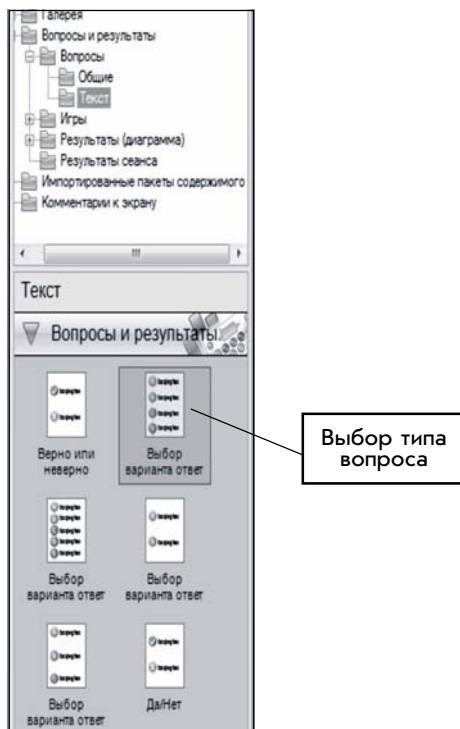 Галерея
Вопросы и результаты
Вопросы
Общие
Текст
Игры
Результаты (диаграмма)
Результаты сеанса
Импортированные пакеты содержимого
Комментарии к экрану
Текст
Вопросы и результаты
Верно или
неверно
Выбор
варианта ответ
Выбор типа
вопроса
Выбор
варианта ответ
Выбор
варианта ответ
Выбор
варианта ответ
Да/Нет